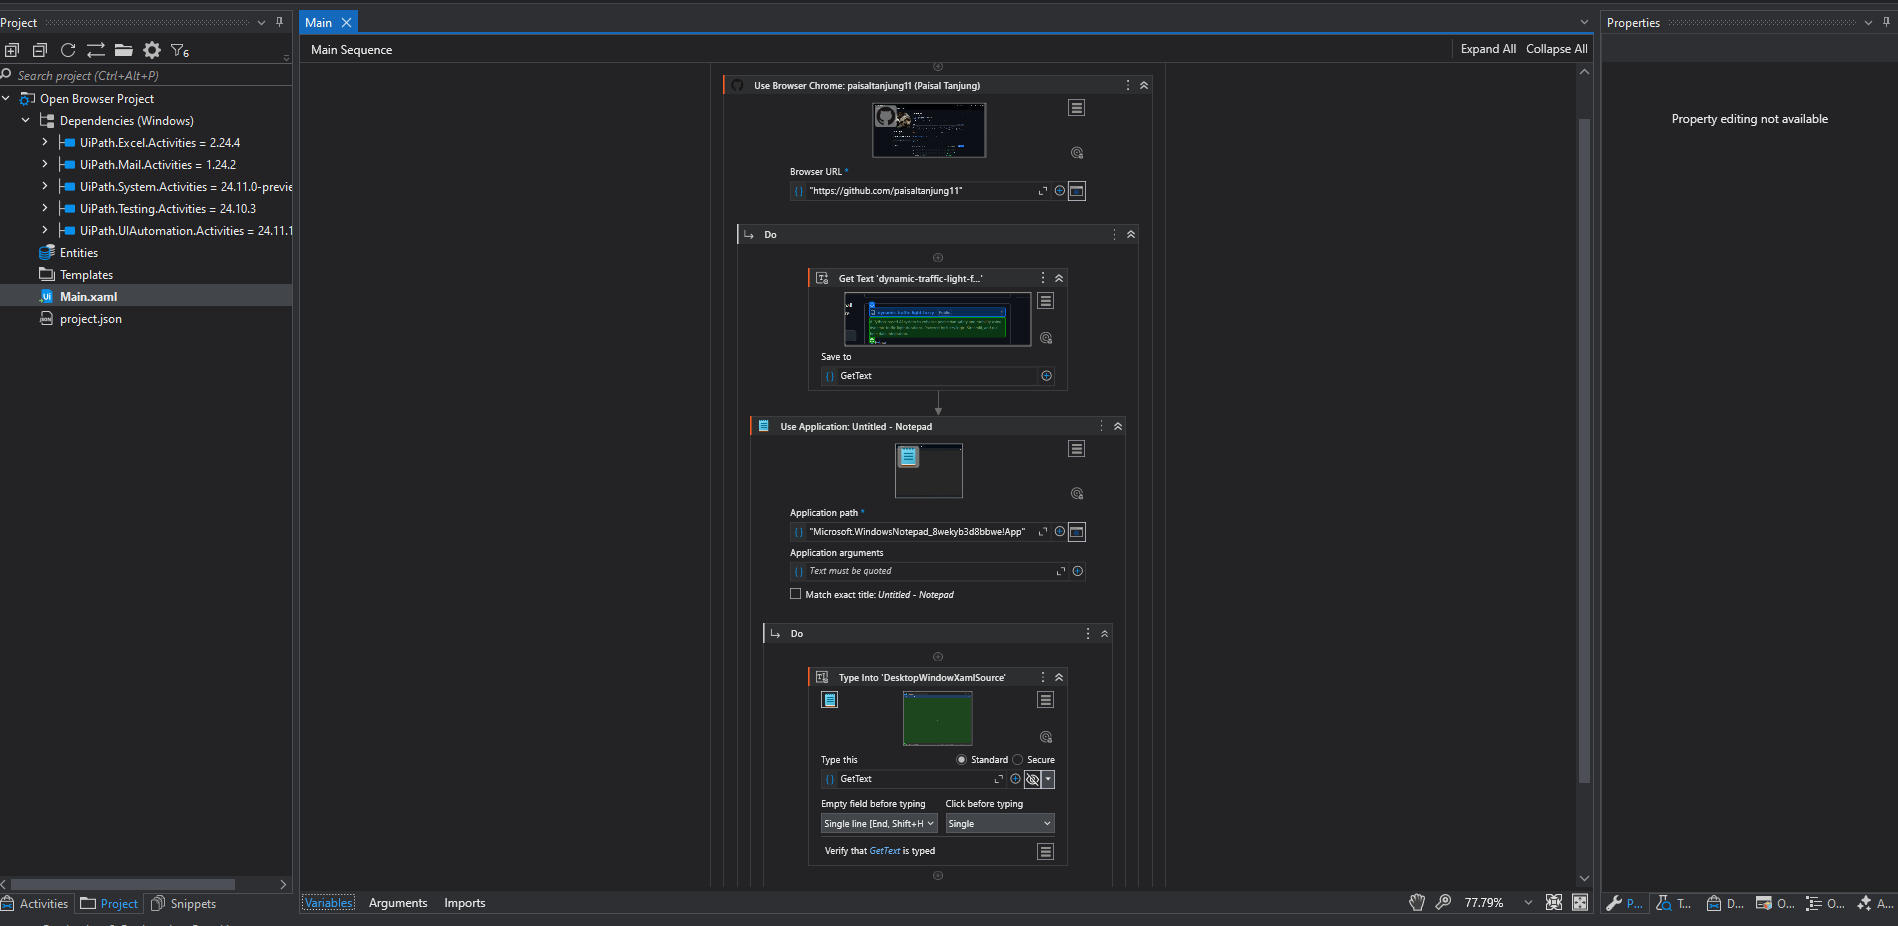 Project
Search project (Ctrl+Alt+P)
Open Browser Project
Dependencies (Windows)
UiPath.Excel.Activities = 2.24.4
UiPath.Mail.Activities = 1.24.2
UiPath.System.Activities = 24.11.0-previe
UiPath.Testing.Activities = 24.10.3
UiPath.UIAutomation.Activities = 24.11.1
Entities
Templates
Main.xaml
project.json
Activities
Project
Snippets
Main
Main Sequence
Expand All
Collapse All
Use Browser Chrome: paisaltanjung11 (Paisal Tanjung)
Browser URL *
"https://github.com/paisaltanjung11"
Do
Get Text 'dynamic-traffic-light-f...'
Save to
GetText
Use Application: Untitled - Notepad
Application path *
"Microsoft.WindowsNotepad_8wekyb3d8bbwe!App"
Application arguments
Text must be quoted
Match exact title: Untitled - Notepad
Do
Type Into 'DesktopWindowXamlSource'
Type this
Standard
Secure
GetText
Empty field before typing
Click before typing
Single line [End, Shift+H
Single
Verify that GetText is typed
Variables
Arguments
Imports
77.79%
Properties
Property editing not available
P...
T...
D...
O...
O...
A...